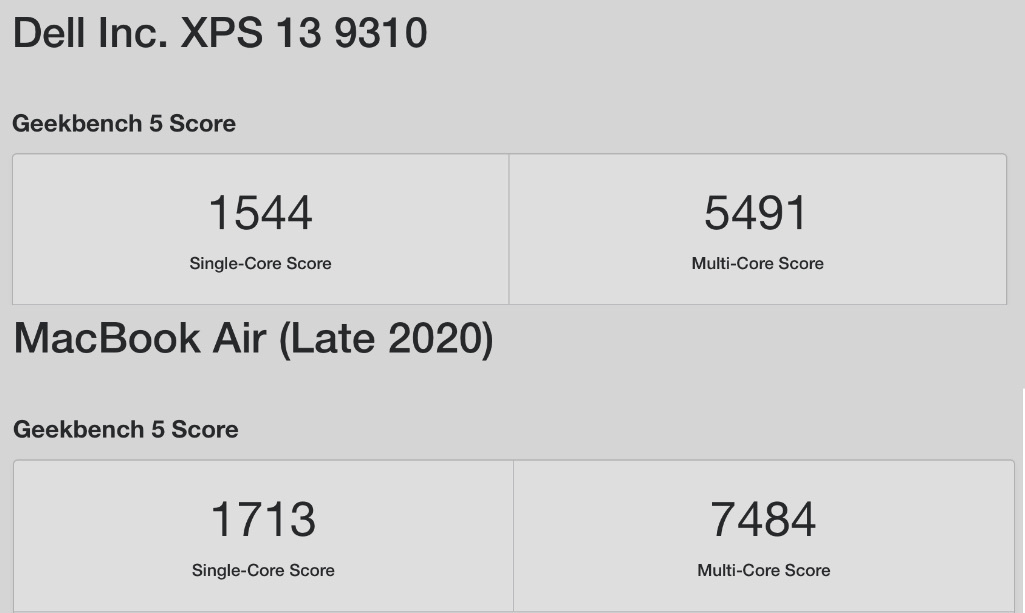 Dell Inc. XPS 13 9310
Geekbench 5 Score
1544 5491
Single-Core Score Multi-Core Score
MacBook Air (Late 2020)
Geekbench 5 Score
1713 7484
Single-Core Score Multi-Core Score